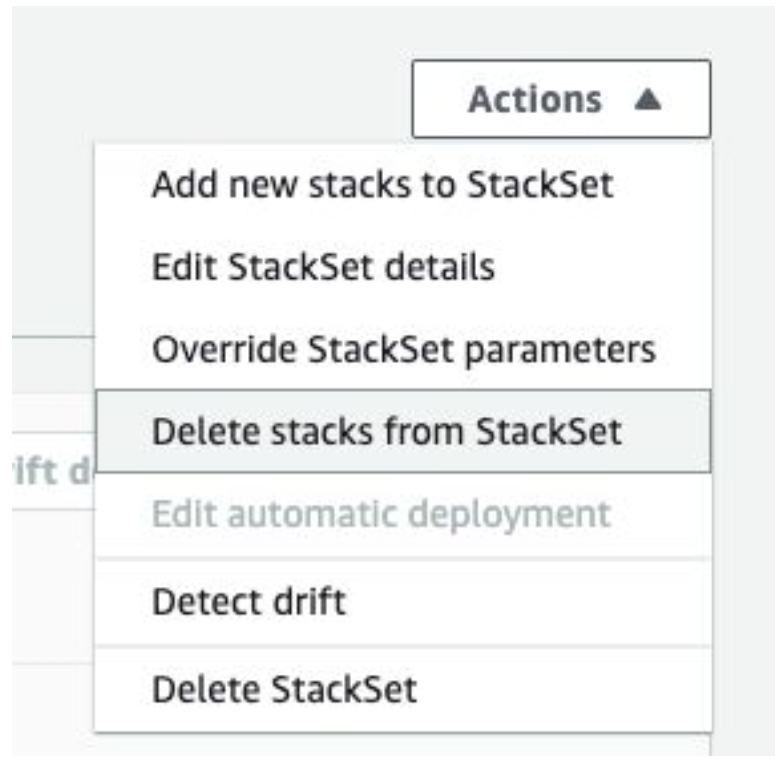 Actions
Add new stacks to StackSet
Edit StackSet details
Override StackSet parameters
Delete stacks from StackSet
ift d
Edit automatic deployment
Detect drift
Delete StackSet